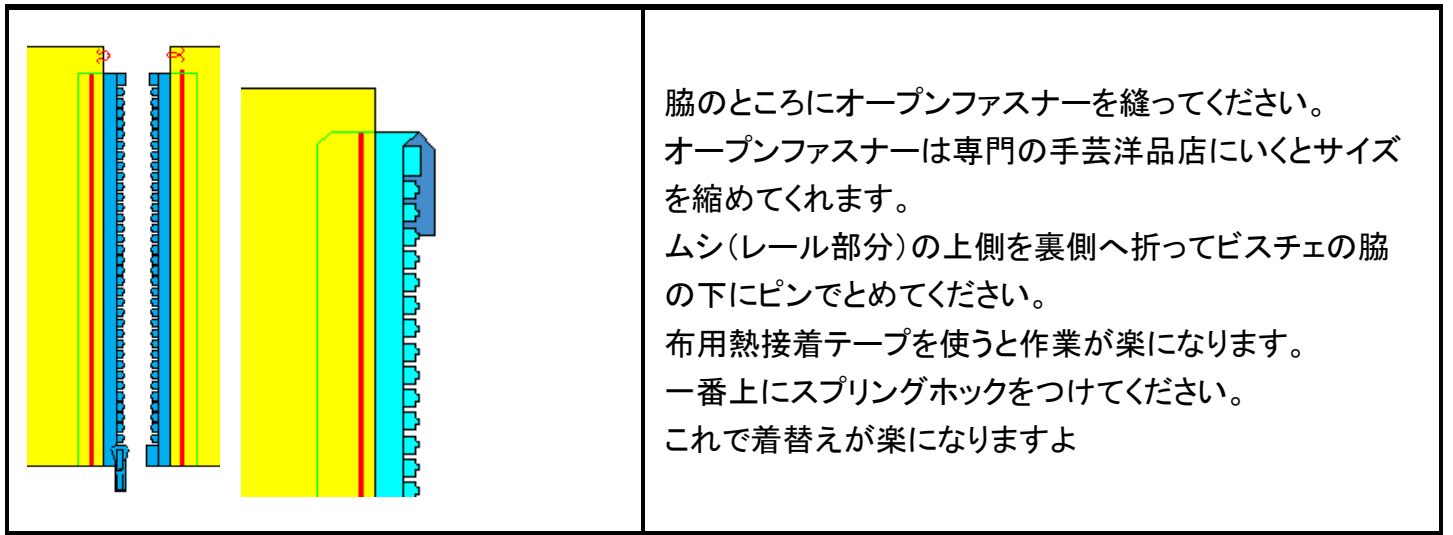 脇のところにオープンファスナーを縫ってください。
オープンファスナーは専門の手芸洋品店にいくとサイズ
を縮めてくれます。
ムシ（レール部分）の上側を裏側へ折ってビスチェの脇
の下にピンでとめてください。
布用熱接着テープを使うと作業が楽になります。
一番上にスプリングホックをつけてください。
これで着替えが楽になりますよ